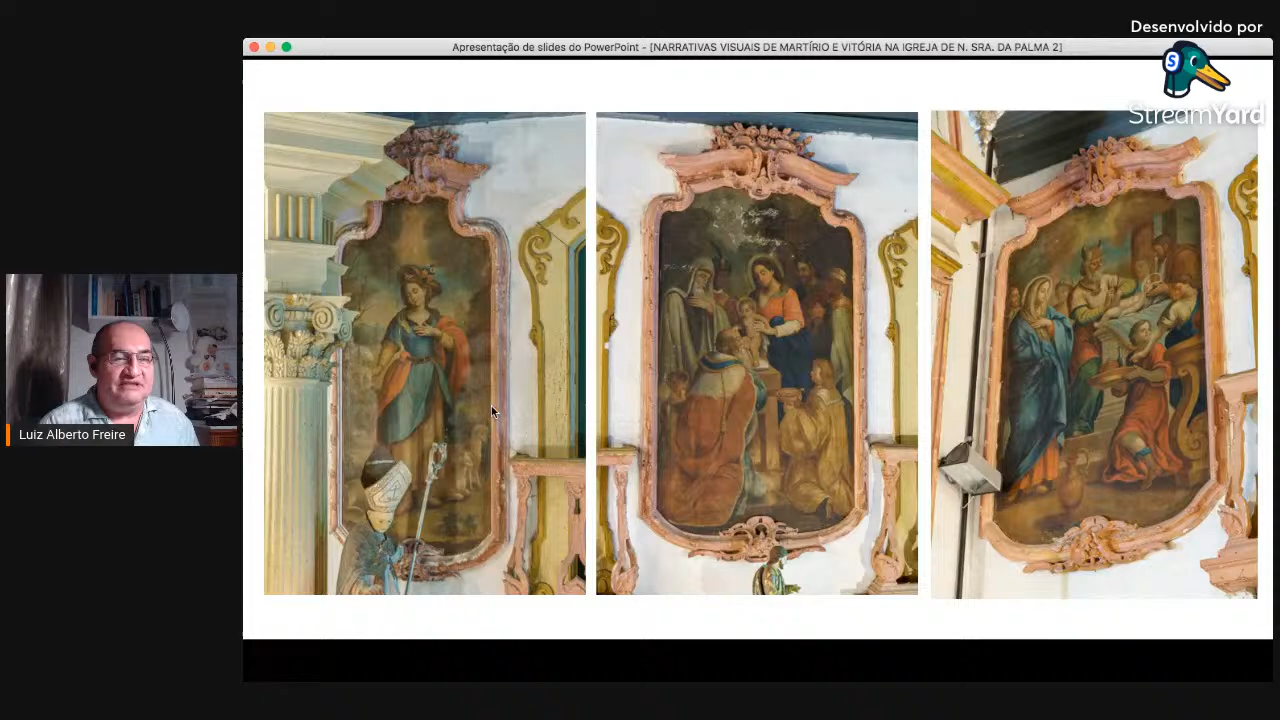 Desenvolvido por
Apresentação de slides do PowerPoint - [NARRATIVAS VISUAIS DE MARTÍRIO E VITÓRIA NA IGREJA DE N. SRA. DA PALMA 2]
S
StreamYard
Luiz Alberto Freire